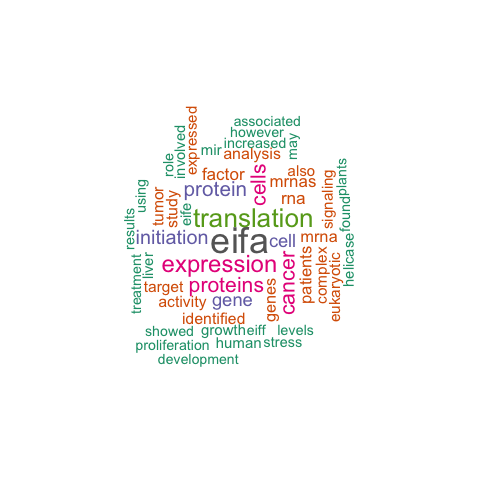 associated
however
increased
may
mir
analysis
expressed
involved
role
factor
cells
also
mrnas
rna
protein
signaling
plants
found
using
tumor
study
eife
translation
results
initiation
eifa
cell
mrna
helicase
eukaryotic
complex
patients
expression
cancer
liver
treatment
target
proteins
genes
activity
gene
identified
showed
growth
eiff
levels
proliferation
human
stress
development